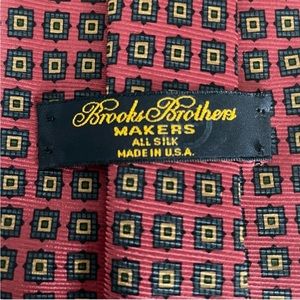 Brooks Brothers
MAKERS
ALL SILK
MADE IN U.S.A.